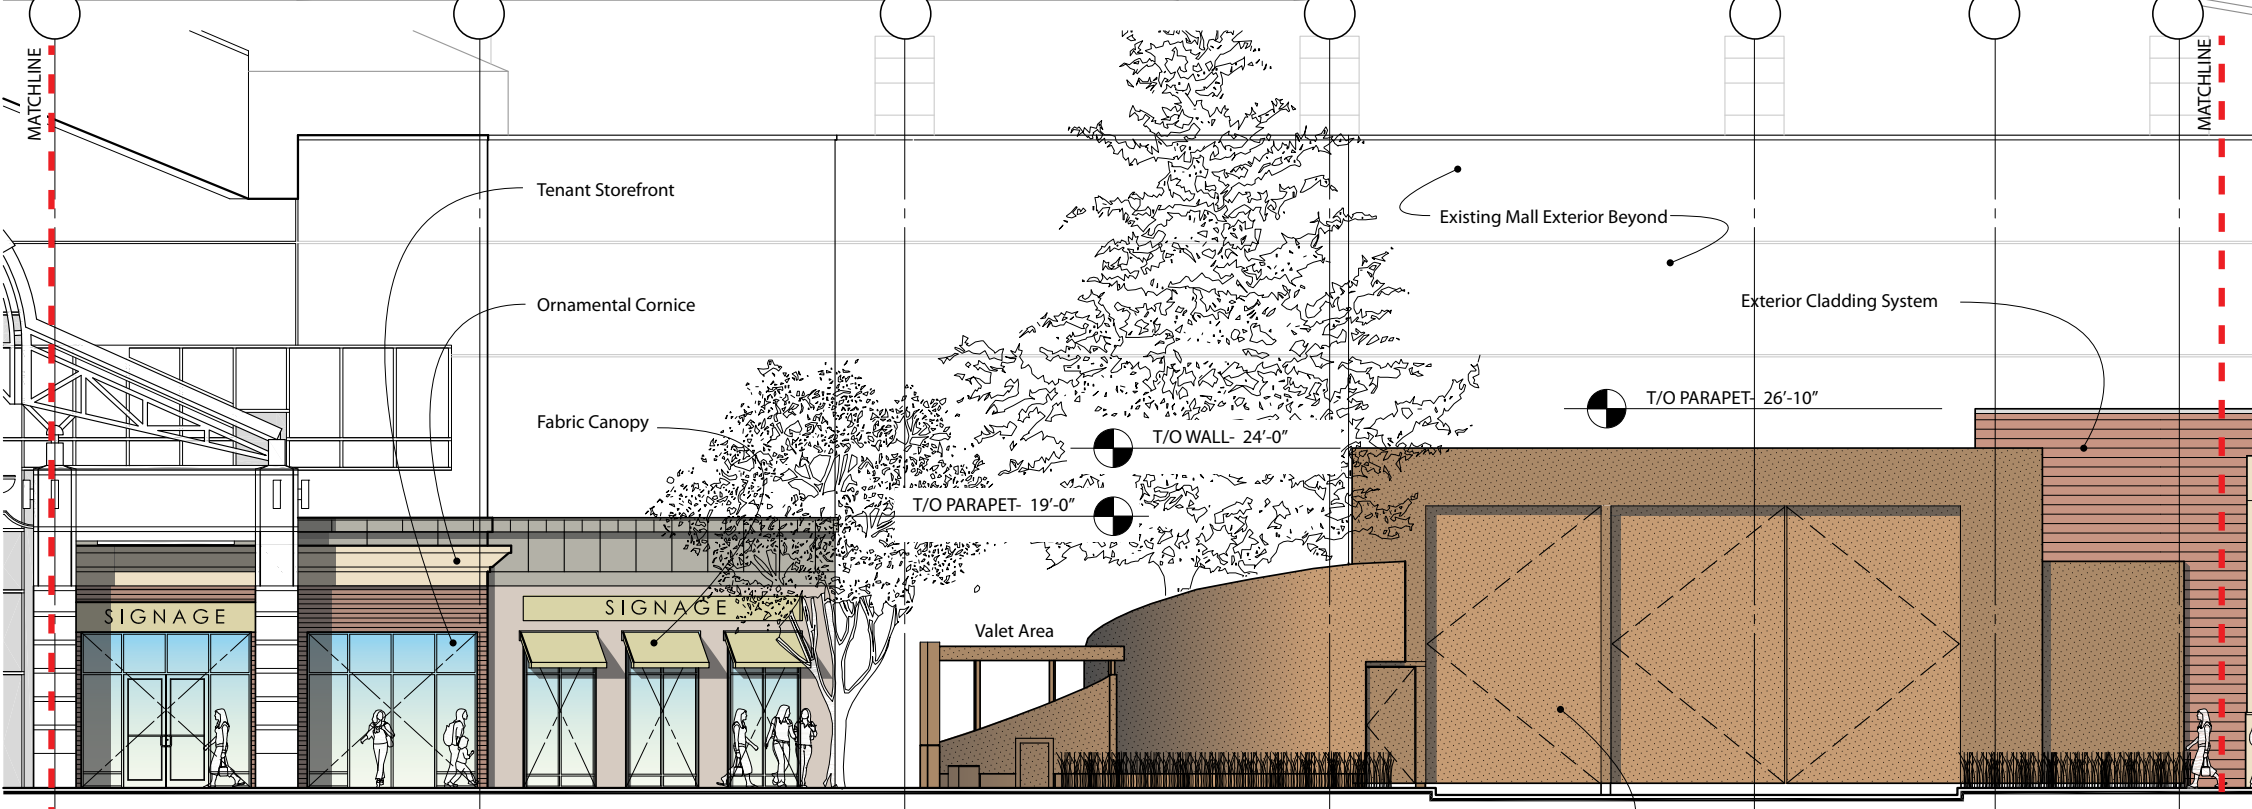 MATCHLINE
MATCHLINE
Tenant Storefront
Existing Mall Exterior Beyond
Ornamental Cornice
Exterior Cladding System
T/O PARAPET- 26'-10"
Fabric Canopy
T/O WALL- 24'-0"
T/O PARAPET- 19'-0"
SIGNAGE
SIGNAGE
Valet Area